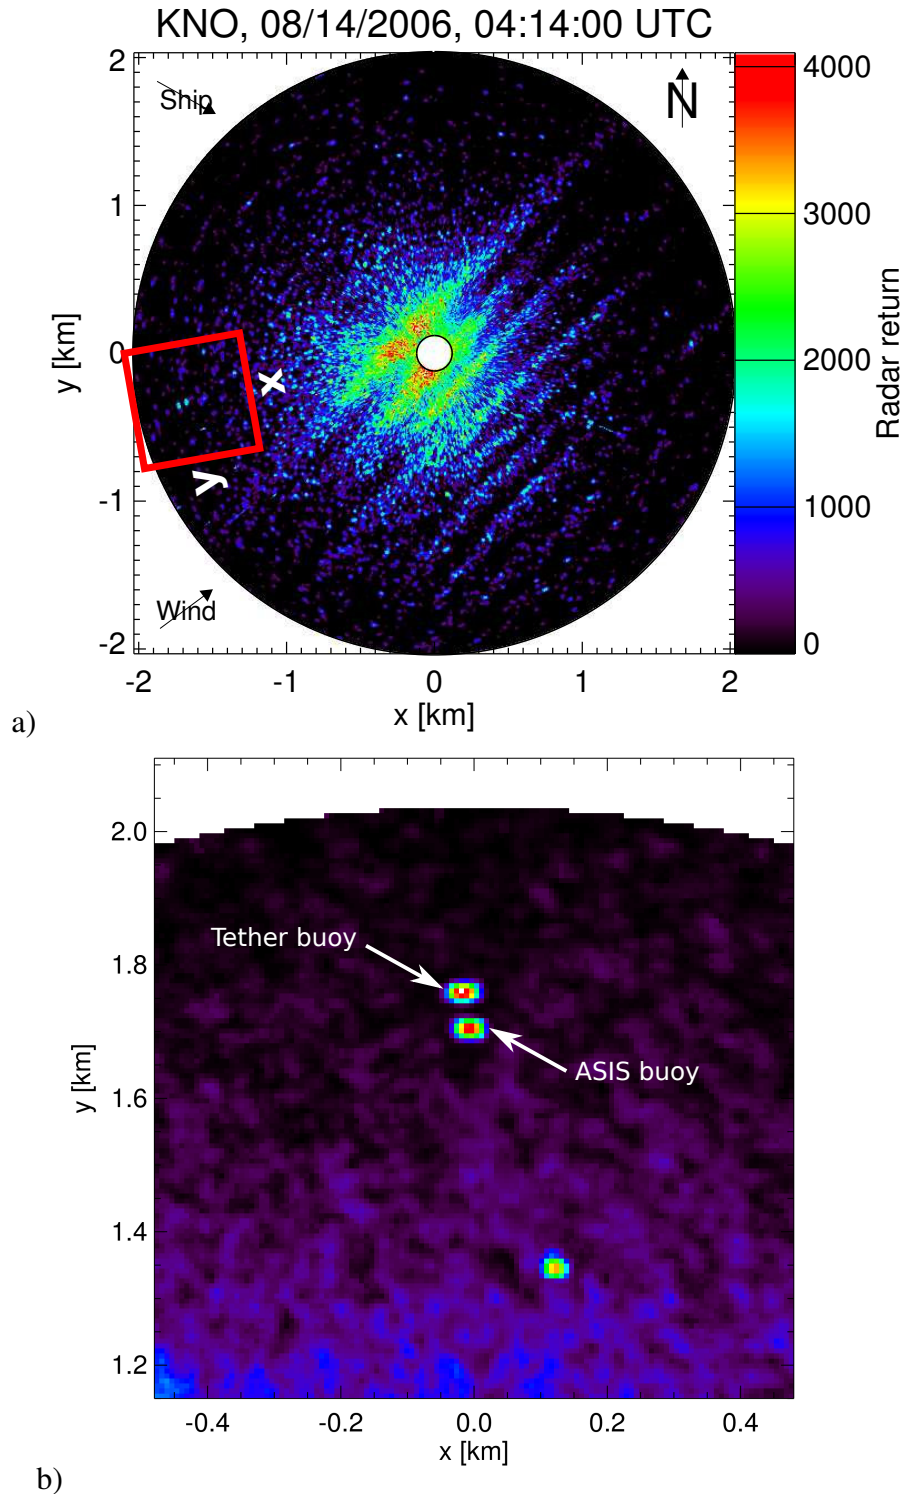 KNO, 08/14/2006, 04:14:00 UTC
2
1
0
-1
-2
y [km]
Ship
N
x
y
Wind
-2
-1
0
1
2
x [km]
4000
3000
2000
1000
0
Radar return
a)
2.0
1.8
1.6
1.4
1.2
y [km]
Tether buoy
ASIS buoy
-0.4
-0.2
0.0
0.2
0.4
x [km]
b)